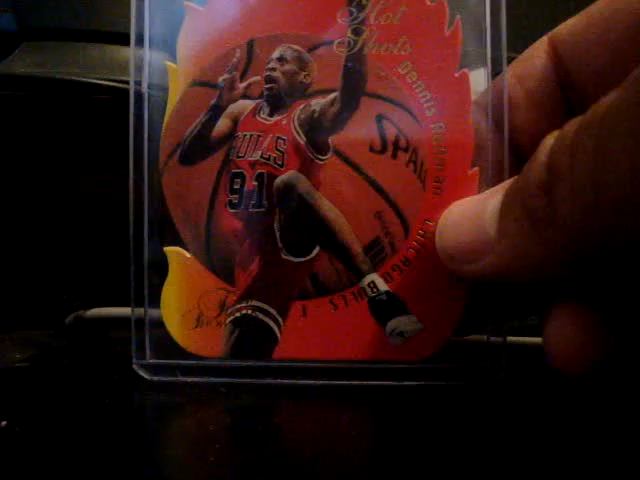 Hot
Shots
Dennis Rodman
CHICAGO BULLS
SPAL
BULLS
91